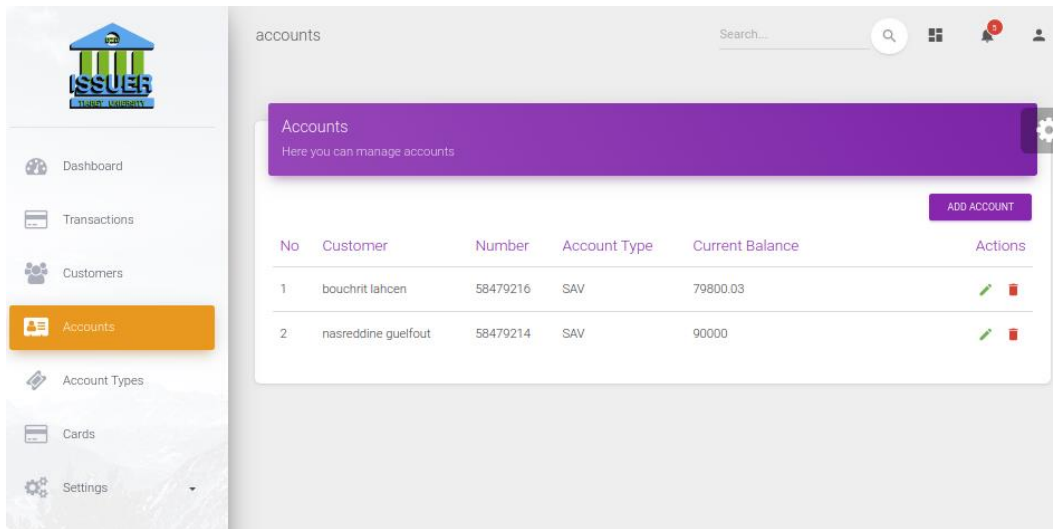 ISSUER
accounts
Search...
5
Accounts
Here you can manage accounts
Dashboard
Transactions
Customers
Accounts
Account Types
Cards
Settings
ADD ACCOUNT
No Customer Number Account Type Current Balance Actions
1 bouchrit lahcen 58479216 SAV 79800.03
2 nasreddine guelfout 58479214 SAV 90000